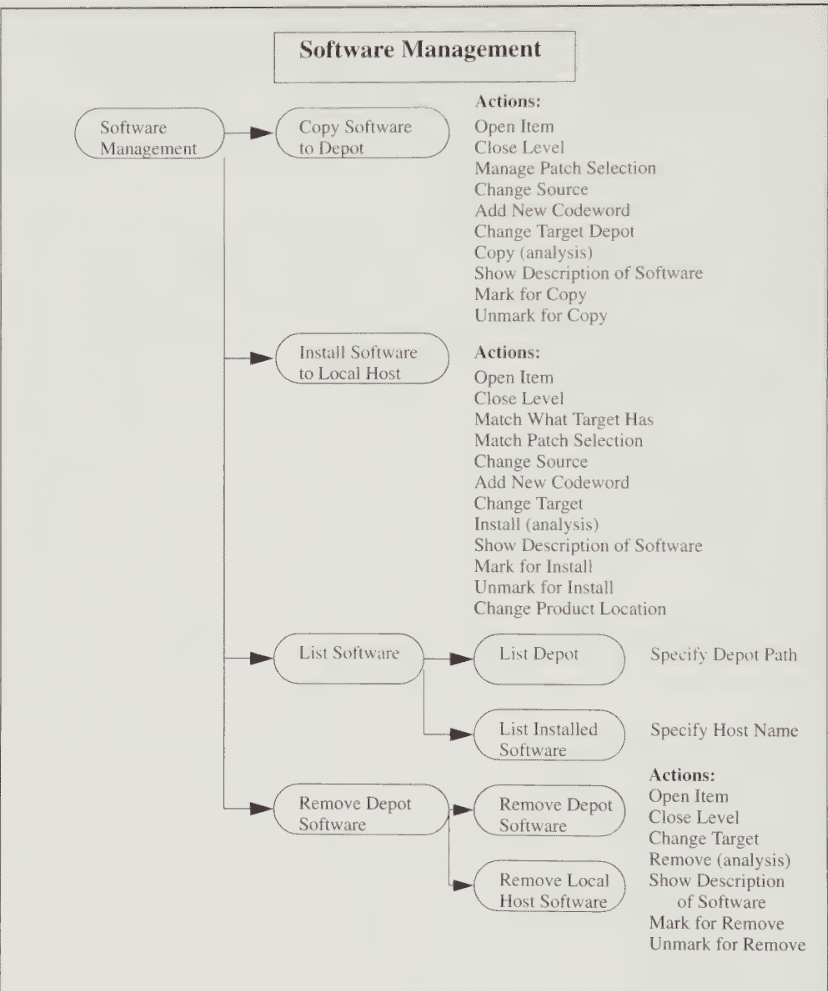 Software Management
Software
Management
Copy Software
to Depot
Actions:
Open Item
Close Level
Manage Patch Selection
Change Source
Add New Codeword
Change Target Depot
Copy (analysis)
Show Description of Software
Mark for Copy
Unmark for Copy
Install Software
to Local Host
Actions:
Open Item
Close Level
Match What Target Has
Match Patch Selection
Change Source
Add New Codeword
Change Target
Install (analysis)
Show Description of Software
Mark for Install
Unmark for Install
Change Product Location
List Software
List Depot
Specify Depot Path
List Installed
Software
Specify Host Name
Remove Depot
Software
Remove Depot
Software
Remove Local
Host Software
Actions:
Open Item
Close Level
Change Target
Remove (analysis)
Show Description
of Software
Mark for Remove
Unmark for Remove